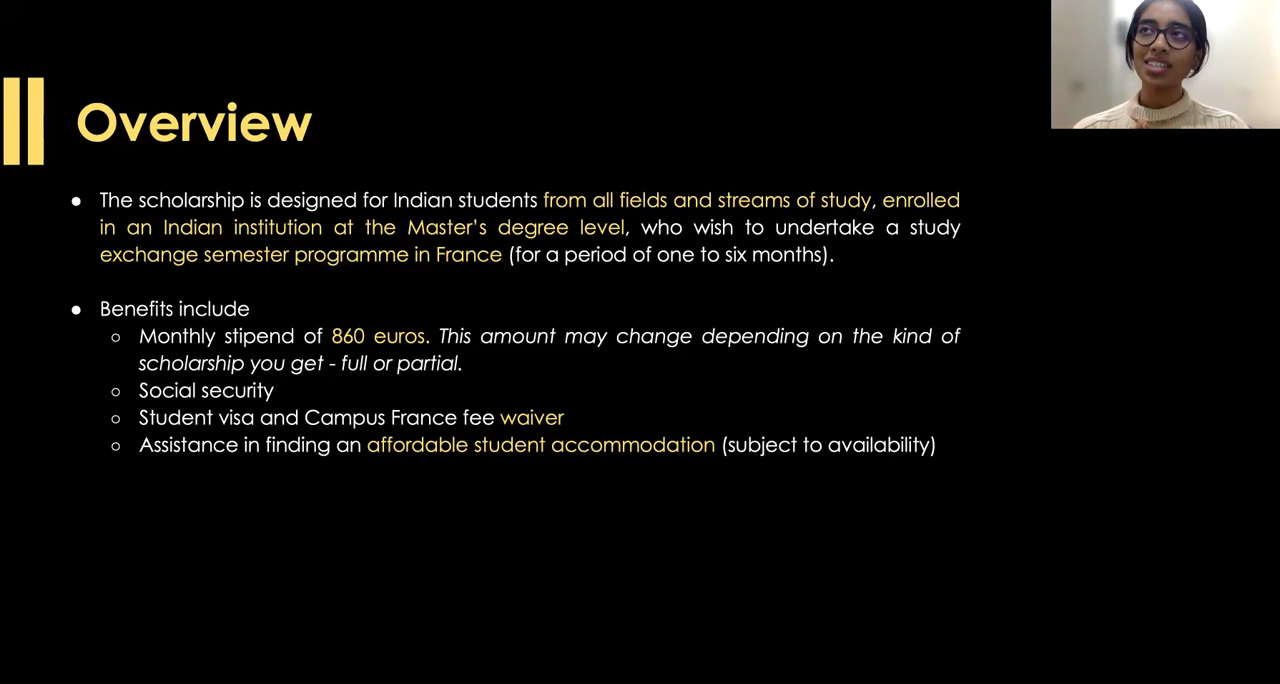 Overview
● The scholarship is designed for Indian students from all fields and streams of study, enrolled
in an Indian institution at the Master's degree level, who wish to undertake a study
exchange semester programme in France (for a period of one to six months).
● Benefits include
○ Monthly stipend of 860 euros. This amount may change depending on the kind of
scholarship you get - full or partial.
○ Social security
○ Student visa and Campus France fee waiver
○ Assistance in finding an affordable student accommodation (subject to availability)